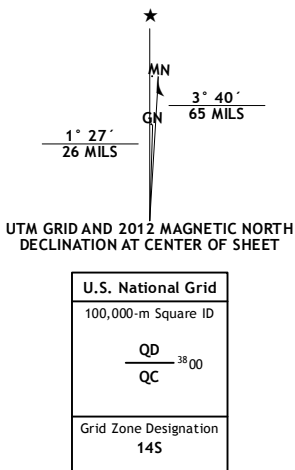 ★
MN
3° 40´
65 MILS
GN
1° 27´
26 MILS
UTM GRID AND 2012 MAGNETIC NORTH
DECLINATION AT CENTER OF SHEET
U.S. National Grid
100,000-m Square ID
QD
3800
QC
Grid Zone Designation
14S